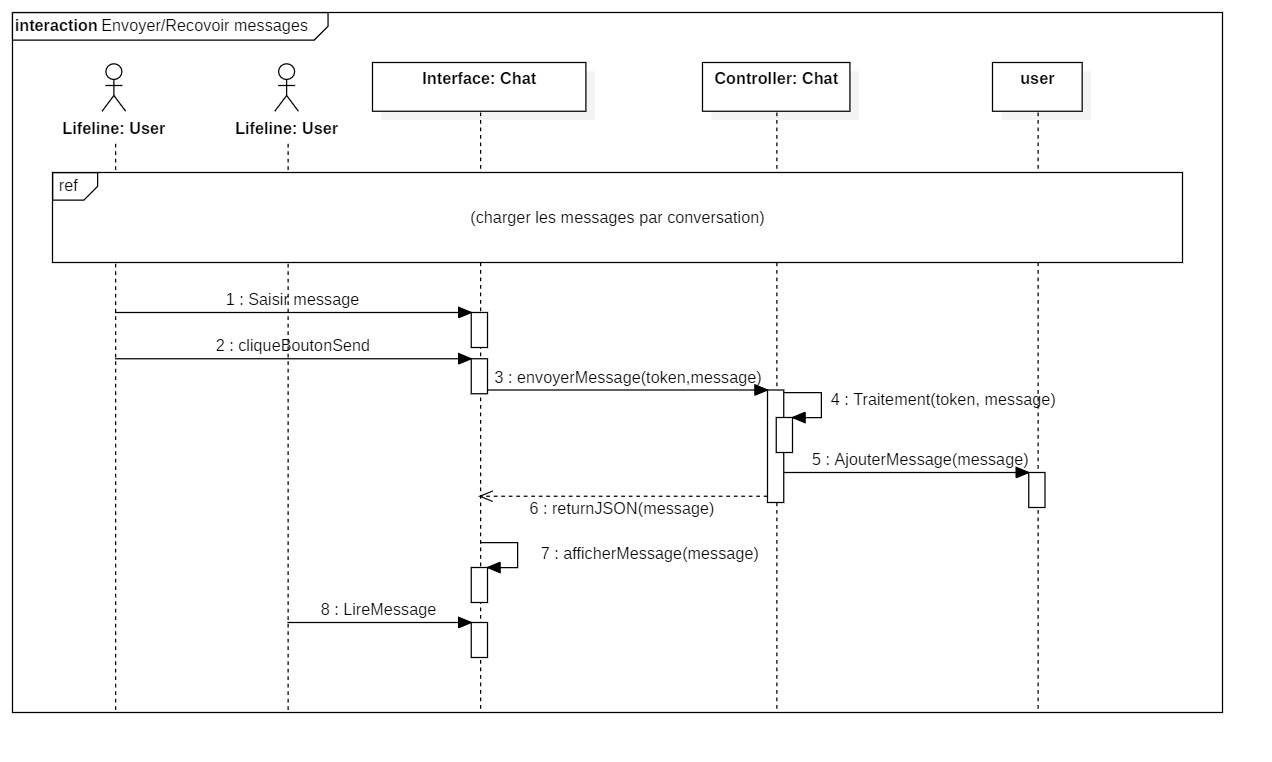 interaction Envoyer/Recovoir messages
Lifeline: User
Lifeline: User
Interface: Chat
Controller: Chat
user
ref
(charger les messages par conversation)
1 : Saisir message
2 : cliqueBoutonSend
3 : envoyerMessage(token,message)
4 : Traitement(token, message)
5 : AjouterMessage(message)
6 : returnJSON(message)
7 : afficherMessage(message)
8 : LireMessage